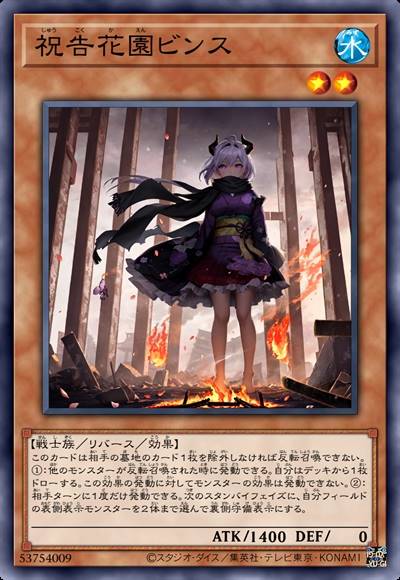 祝告花園ビンス
水
【戦士族／リバース／効果】
このカードは相手の墓地のカード1枚を除外しなければ反転召喚できない。
①：他のモンスターが反転召喚された時に発動できる。自分はデッキから1枚
ドローする。この効果の発動に対してモンスターの効果は発動できない。②：
相手ターンに1度だけ発動できる。次のスタンバイフェイズに、自分フィールド
の表側表示モンスターを2体まで選んで裏側守備表示にする。
ATK/1400 DEF/ 0
53754009
©スタジオ・ダイス／集英社・テレビ東京・KONAMI